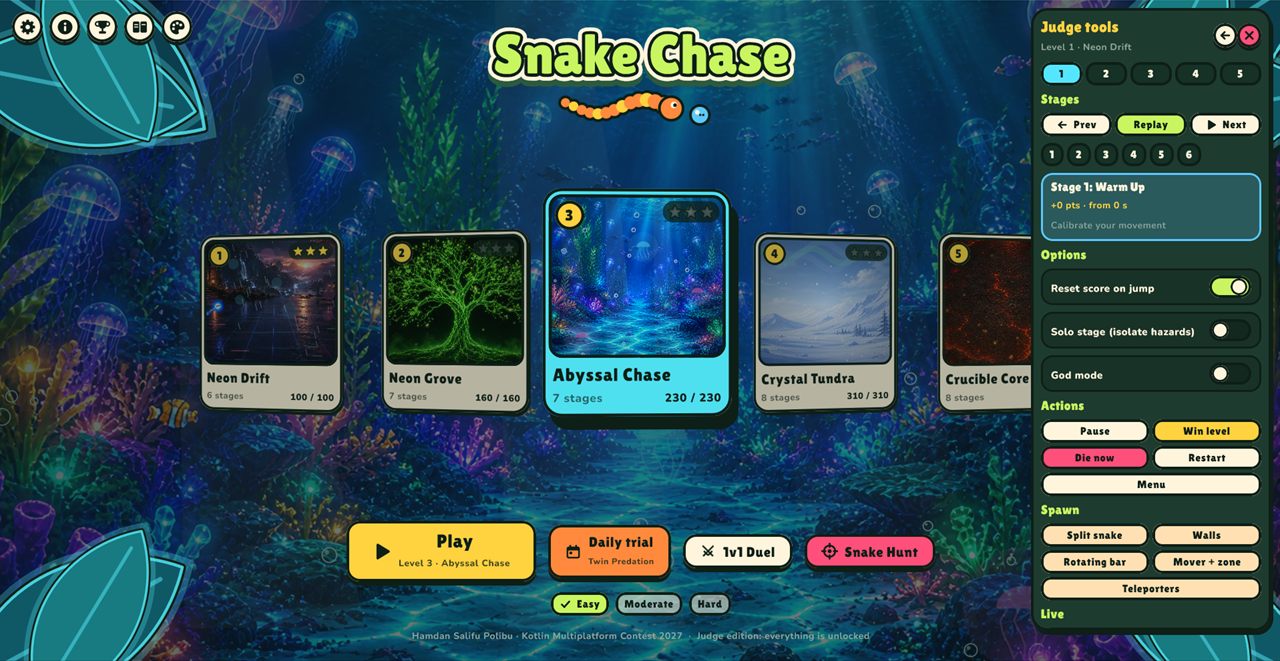 Snake Chase
1
Neon Drift
6 stages 100 / 100
2
Neon Grove
7 stages 160 / 160
3
Abyssal Chase
7 stages 230 / 230
4
Crystal Tundra
8 stages 310 / 310
5
Crucible Core
8 stages
Play
Level 3 · Abyssal Chase
Daily trial
Twin Predation
1v1 Duel
Snake Hunt
Easy Moderate Hard
Hamdan Salifu Polibu · Kotlin Multiplatform Contest 2027 · Judge edition: everything is unlocked
Judge tools
Level 1 · Neon Drift
1 2 3 4 5
Stages
Prev Replay Next
1 2 3 4 5 6
Stage 1: Warm Up
+0 pts · from 0 s
Calibrate your movement
Options
Reset score on jump
Solo stage (isolate hazards)
God mode
Actions
Pause Win level
Die now Restart
Menu
Spawn
Split snake Walls
Rotating bar Mover + zone
Teleporters
Live